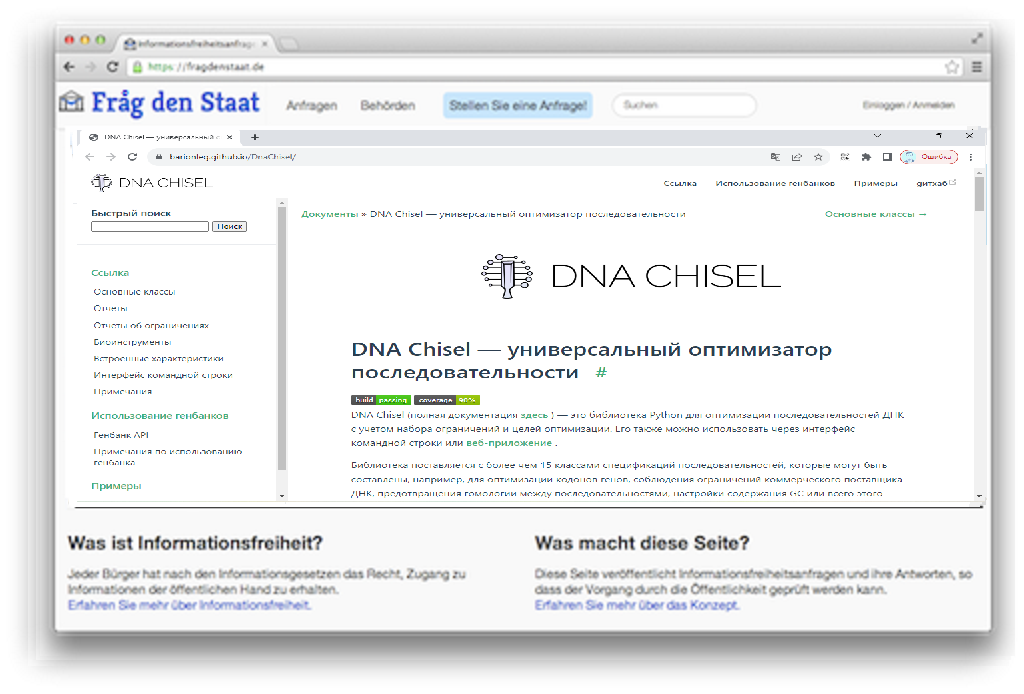 Informationsfreiheitsanfrag
https://fragdenstaat.de
Fråg den Staat
Anfragen
Behörden
Stellen Sie eine Anfrage!
Suchen
Einloggen / Anmelden
DNA Chisel — универсальный о
barionleg.github.io/DnaChisel/
Ошибка
DNA CHISEL
Ссылка
Использование генбанков
Примеры
гитхаб
Быстрый поиск
Поиск
Документы » DNA Chisel — универсальный оптимизатор последовательности
Основные классы →
Ссылка
Основные классы
Отчеты
Отчеты об ограничениях
Биоинструменты
Встроенные характеристики
Интерфейс командной строки
Примечания
Использование генбанков
Генбанк API
Примечания по использованию
генбанка
Примеры
DNA CHISEL
DNA Chisel — универсальный оптимизатор
последовательности #
build passing coverage 90%
DNA Chisel (полная документация здесь ) — это библиотека Python для оптимизации последовательностей ДНК
с учетом набора ограничений и целей оптимизации. Его также можно использовать через интерфейс
командной строки или веб-приложение .
Библиотека поставляется с более чем 15 классами спецификаций последовательностей, которые могут быть
составлены, например, для оптимизации кодонов генов, соблюдения ограничений коммерческого поставщика
ДНК, предотвращения гомологии между последовательностями, настройки содержания GC или всего этого
Was ist Informationsfreiheit?
Jeder Bürger hat nach den Informationsgesetzen das Recht, Zugang zu
Informationen der öffentlichen Hand zu erhalten.
Erfahren Sie mehr über Informationsfreiheit.
Was macht diese Seite?
Diese Seite veröffentlicht Informationsfreiheitsanfragen und ihre Antworten, so
dass der Vorgang durch die Öffentlichkeit geprüft werden kann.
Erfahren Sie mehr über das Konzept.